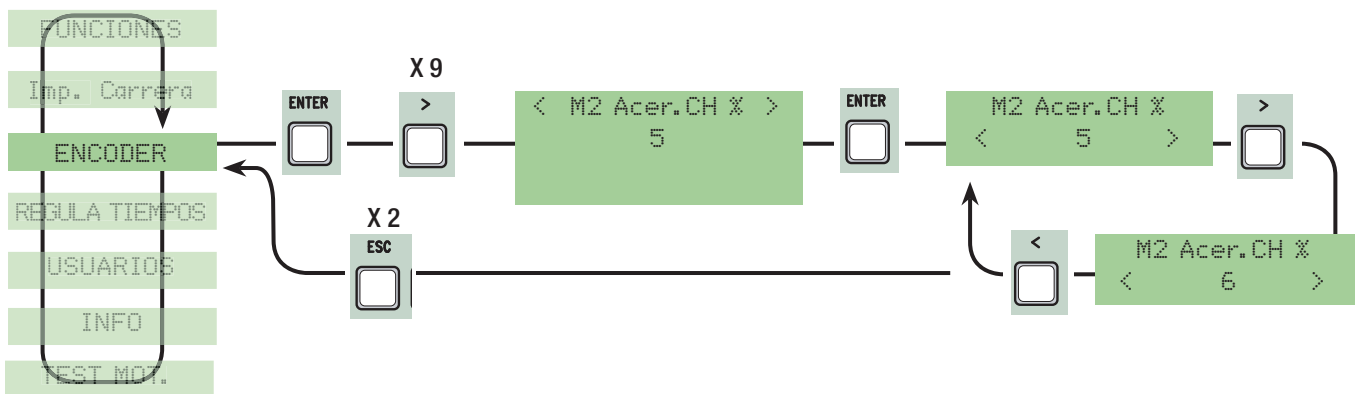 FUNCIONES
Imp. Carrera
ENCODER
REGULA TIEMPOS
USUARIOS
INFO
TEST MOT.
ENTER
X 9
>
< M2 Acer.CH % >
5
ENTER
M2 Acer.CH %
< 5 >
>
X 2
ESC
<
M2 Acer.CH %
< 6 >